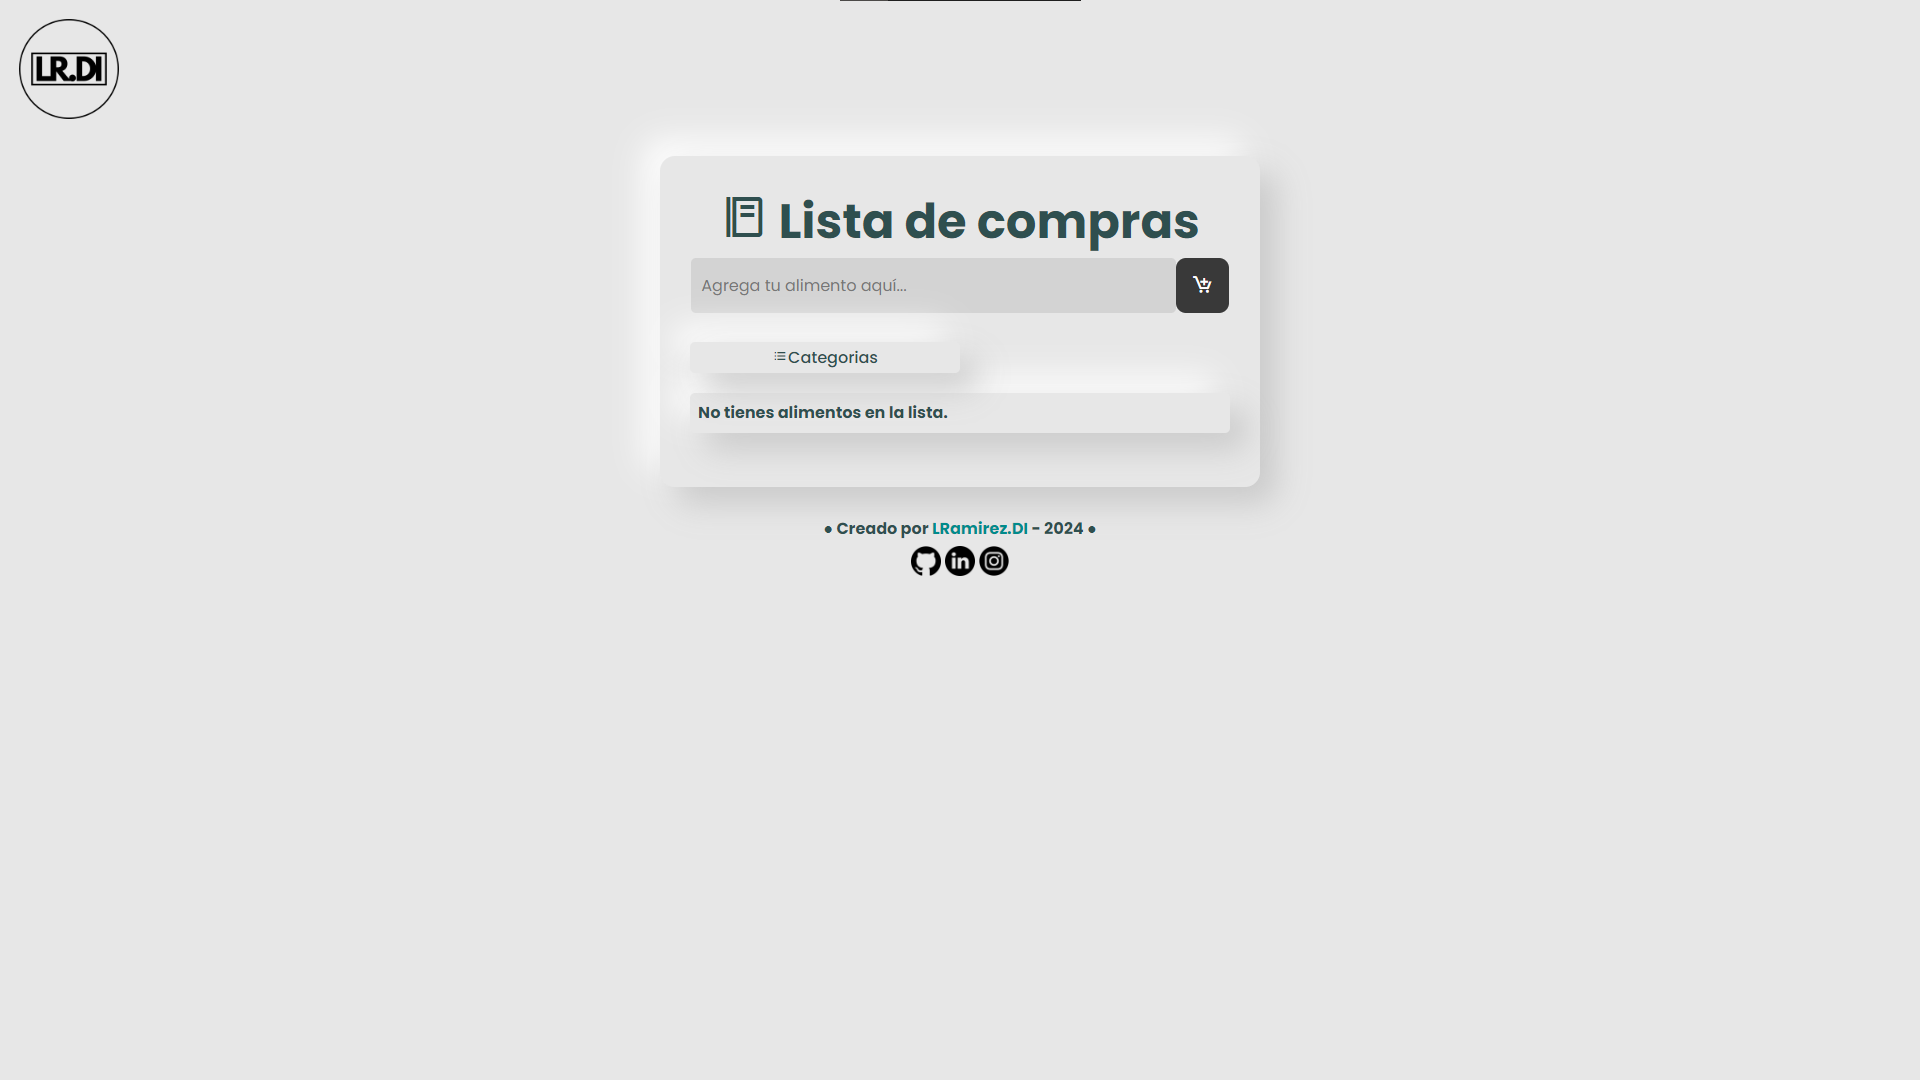 LR.DI
Lista de compras
Agrega tu alimento aquí...
Categorias
No tienes alimentos en la lista.
● Creado por LRamirez.DI - 2024 ●
in